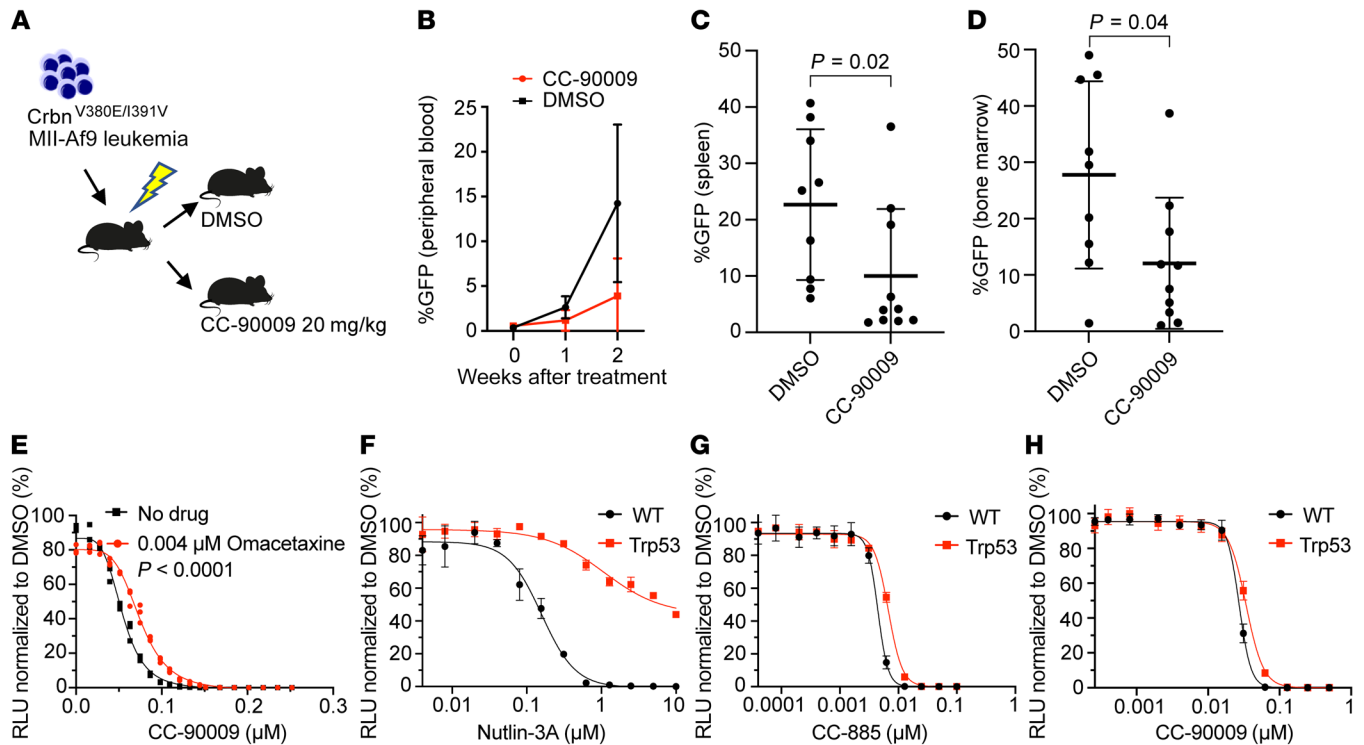 A
Crbn V380E/I391V
MII-Af9 leukemia
DMSO
CC-90009 20 mg/kg
B
CC-90009
DMSO
%GFP (peripheral blood)
25
20
15
10
5
0
0 1 2
Weeks after treatment
C
P = 0.02
%GFP (spleen)
50
40
30
20
10
0
DMSO
CC-90009
D
P = 0.04
%GFP (bone marrow)
50
40
30
20
10
0
DMSO
CC-90009
E
RLU normalized to DMSO (%)
No drug
0.004 µM Omacetaxine
P < 0.0001
100
80
60
40
20
0
0.0 0.1 0.2 0.3
CC-90009 (µM)
F
RLU normalized to DMSO (%)
WT
Trp53
100
80
60
40
20
0
0.01 0.1 1 10
Nutlin-3A (µM)
G
RLU normalized to DMSO (%)
WT
Trp53
100
80
60
40
20
0
0.0001 0.001 0.01 0.1 1
CC-885 (µM)
H
RLU normalized to DMSO (%)
WT
Trp53
100
80
60
40
20
0
0.001 0.01 0.1 1
CC-90009 (µM)